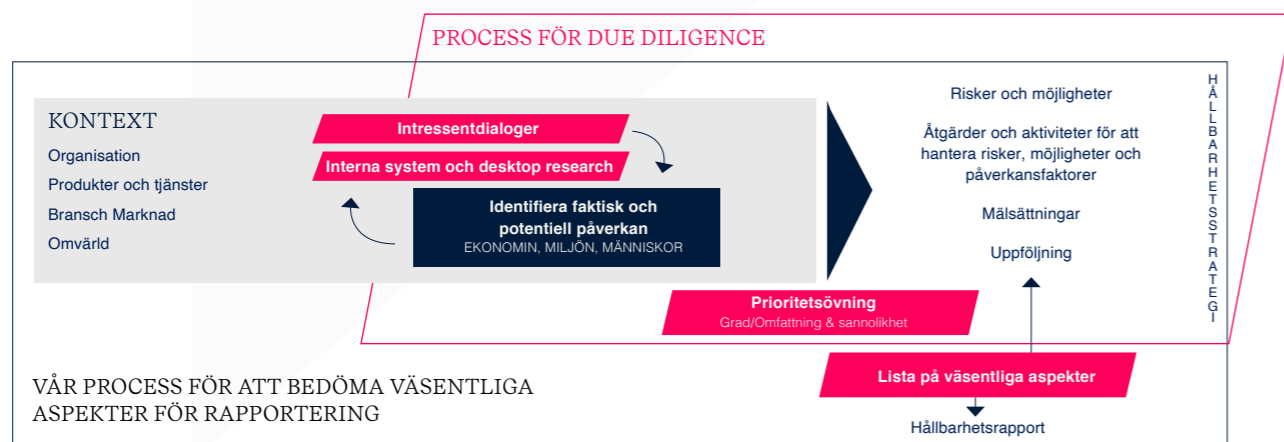 PROCESS FÖR DUE DILIGENCE
KONTEXT
Organisation
Produkter och tjänster
Bransch Marknad
Omvärld
Intressentdialoger
Interna system och desktop research
Identifiera faktisk och
potentiell påverkan
EKONOMIN, MILJÖN, MÄNNISKOR
Prioritetsövning
Grad/Omfattning & sannolikhet
Risker och möjligheter
Åtgärder och aktiviteter för att
hantera risker, möjligheter och
påverkansfaktorer
Mälsättningar
Uppföljning
HÅLLBARHETSSTRATEGI
Lista på väsentliga aspekter
Hållbarhetsrapport
VÅR PROCESS FÖR ATT BEDÖMA VÄSENTLIGA
ASPEKTER FÖR RAPPORTERING